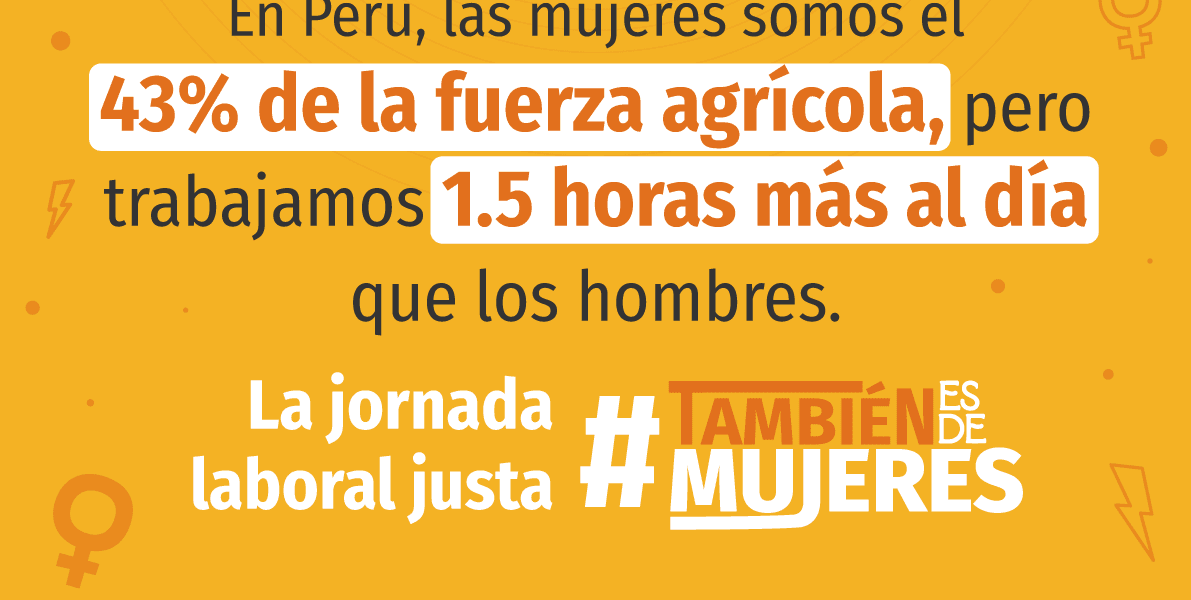 En Perú, las mujeres somos el
43% de la fuerza agrícola, pero
trabajamos 1.5 horas más al día
que los hombres.
La jornada
laboral justa
#TAMBIÉN ES DE
MUJERES